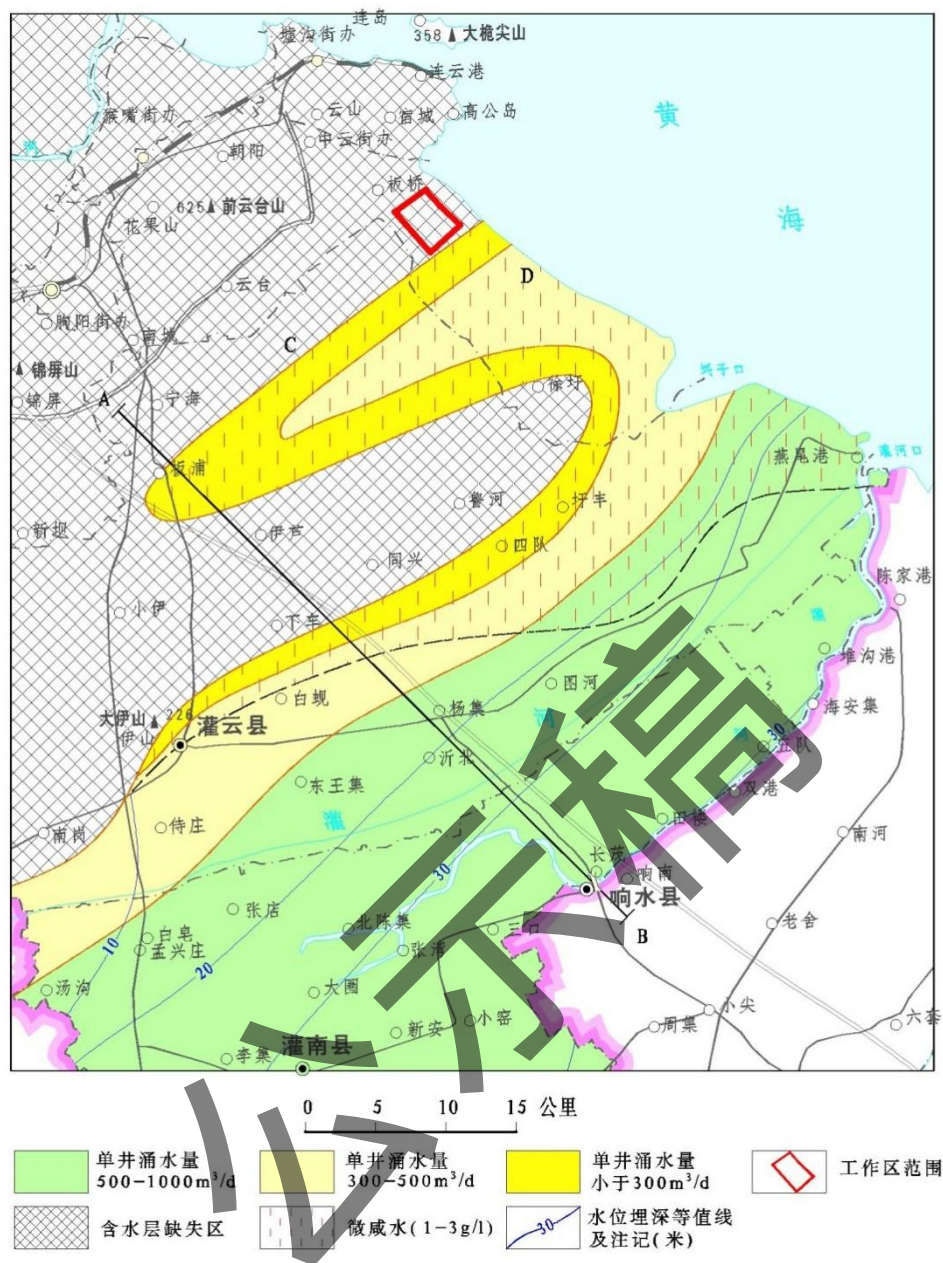 连岛
墟沟街办
358 大桅尖山
连云港
猴嘴街办
云山
宿城
高公岛
黄
中云街办
朝阳
板桥
625 前云台山
海
花果山
D
云台
朐阳街办
南城
C
锦屏山
埒子口
徐圩
锦屏
A
宁海
燕尾港
灌河口
板浦
鲁河
圩丰
新坝
伊芦
四队
同兴
陈家港
小伊
下车
灌
堆沟港
图河
白蚬
杨集
海安集
大伊山 226
伊山
灌云县
河
30
五队
沂北
东王集
双港
灌
侍庄
田楼
南岗
南河
长茂
30
响南
响水县
张店
北陈集
三口
老舍
白皂
B
10
孟兴庄
张湾
20
汤沟
大圈
小窑
小尖
新安
周集
六套
灌南县
李集
0 5 10 15 公里
单井涌水量
500-1000m³/d
单井涌水量
300-500m³/d
单井涌水量
小于300m³/d
工作区范围
含水层缺失区
微咸水(1-3g/l)
30
水位埋深等值线
及注记(米)
公示稿